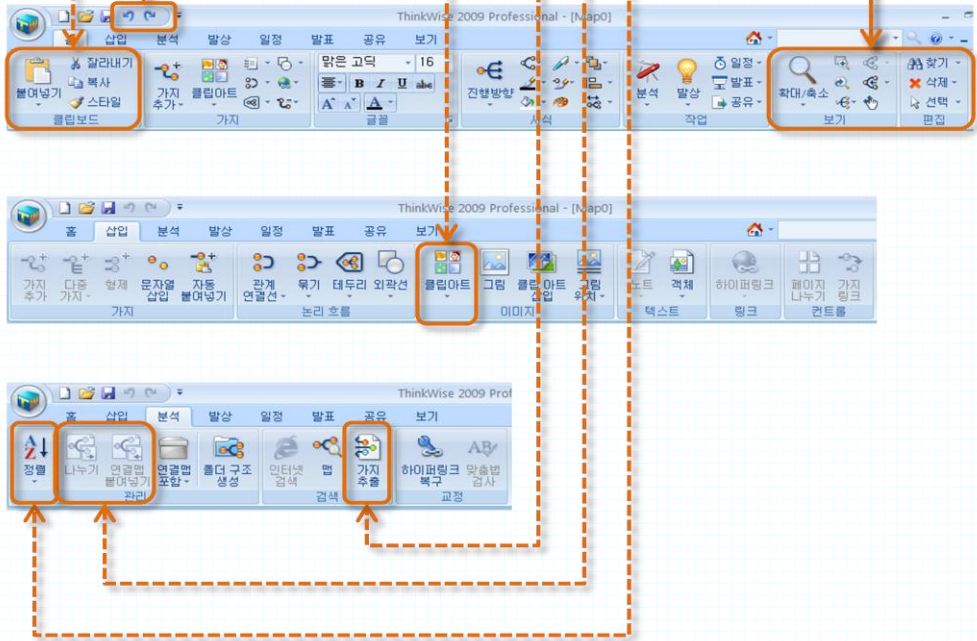 ThinkWise 2009 Professional - [Map0]
홈 삽입 분석 발상 일정 발표 공유 보기
붙여넣기 잘라내기 복사 스타일 클립보드
가지 추가 클립아트 가지
맑은 고딕 16
B I U abc
A A A
글꼴
진행방향 서식
분석 발상 일정 발표 공유 작업
확대/축소 보기
찾기 삭제 선택 편집
ThinkWise 2009 Professional - [Map0]
홈 삽입 분석 발상 일정 발표 공유 보기
가지 다중 형제 문자열 자동 관계 묶기 테두리 외곽선 클립아트 그림 클립 아트 그림 노트 객체 하이퍼링크 페이지 가지
추가 가지 삽입 붙여넣기 연결선 삽입 위치 나누기 링크
가지 논리 흐름 이미지 텍스트 링크 컨트롤
ThinkWise 2009 Prof
홈 삽입 분석 발상 일정 발표 공유 보기
A Z ABC
정렬 나누기 연결맵 연결맵 폴더 구조 인터넷 맵 가지 하이퍼링크 맞춤법
붙여넣기 포함 생성 검색 추출 복구 검사
관리 검색 교정